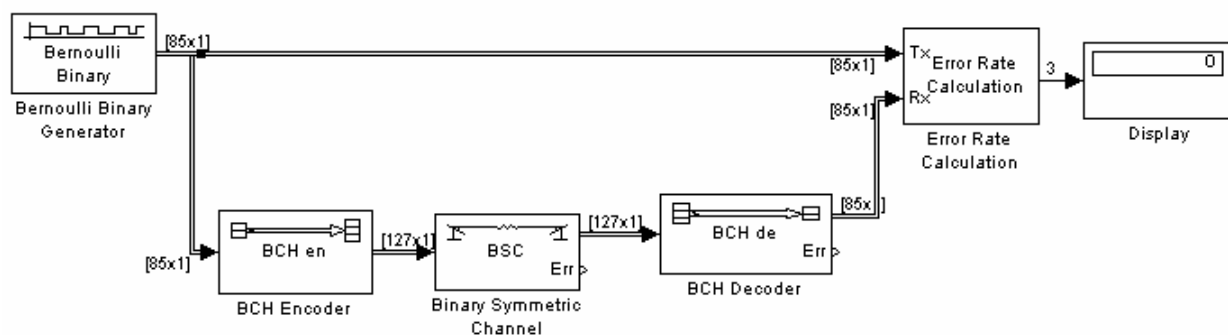 Bernoulli
Binary
Bernoulli Binary
Generator
[85x1]
[85x1]
Tx
Rx
Error Rate
Calculation
Error Rate
Calculation
3
0
Display
[85x1]
[85x1]
BCH en
BCH Encoder
[127x1]
BSC
Err
Binary Symmetric
Channel
[127x1]
BCH de
Err
BCH Decoder
[85x]